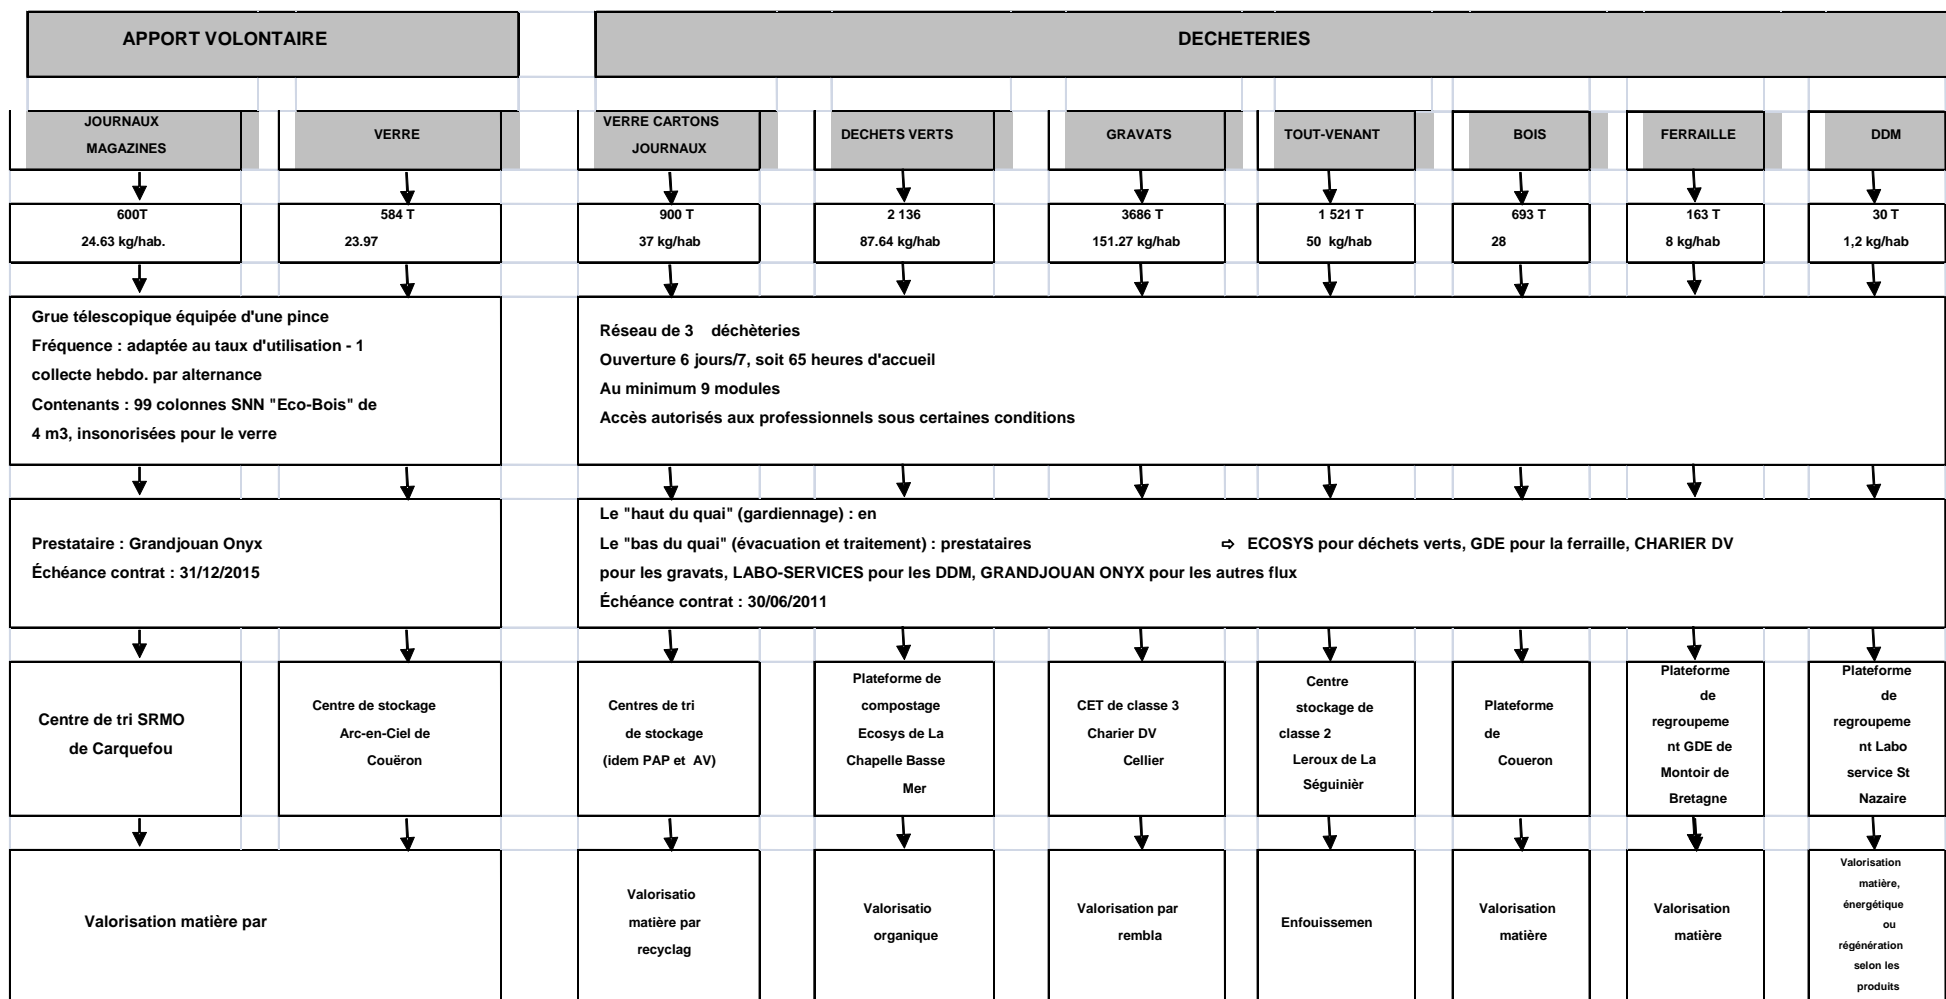 APPORT VOLONTAIRE
DECHETERIES
JOURNAUX
MAGAZINES
VERRE
VERRE CARTONS
JOURNAUX
DECHETS VERTS
GRAVATS
TOUT-VENANT
BOIS
FERRAILLE
DDM
600T
24.63 kg/hab.
584 T
23.97
900 T
37 kg/hab
2 136
87.64 kg/hab
3686 T
151.27 kg/hab
1 521 T
50 kg/hab
693 T
28
163 T
8 kg/hab
30 T
1,2 kg/hab
Grue télescopique équipée d'une pince
Fréquence : adaptée au taux d'utilisation - 1
collecte hebdo. par alternance
Contenants : 99 colonnes SNN "Eco-Bois" de
4 m3, insonorisées pour le verre
Réseau de 3 déchèteries
Ouverture 6 jours/7, soit 65 heures d'accueil
Au minimum 9 modules
Accès autorisés aux professionnels sous certaines conditions
Prestataire : Grandjouan Onyx
Échéance contrat : 31/12/2015
Le "haut du quai" (gardiennage) : en
Le "bas du quai" (évacuation et traitement) : prestataires ⇨ ECOSYS pour déchets verts, GDE pour la ferraille, CHARIER DV
pour les gravats, LABO-SERVICES pour les DDM, GRANDJOUAN ONYX pour les autres flux
Échéance contrat : 30/06/2011
Centre de tri SRMO
de Carquefou
Centre de stockage
Arc-en-Ciel de
Couëron
Centres de tri
de stockage
(idem PAP et AV)
Plateforme de
compostage
Ecosys de La
Chapelle Basse
Mer
CET de classe 3
Charier DV
Cellier
Centre
stockage de
classe 2
Leroux de La
Séguinièr
Plateforme
de
Coueron
Plateforme
de
regroupeme
nt GDE de
Montoir de
Bretagne
Plateforme
de
regroupeme
nt Labo
service St
Nazaire
Valorisation matière par
Valorisatio
matière par
recyclag
Valorisatio
organique
Valorisation par
rembla
Enfouissemen
Valorisation
matière
Valorisation
matière
Valorisation
matière,
énergétique
ou
régénération
selon les
produits